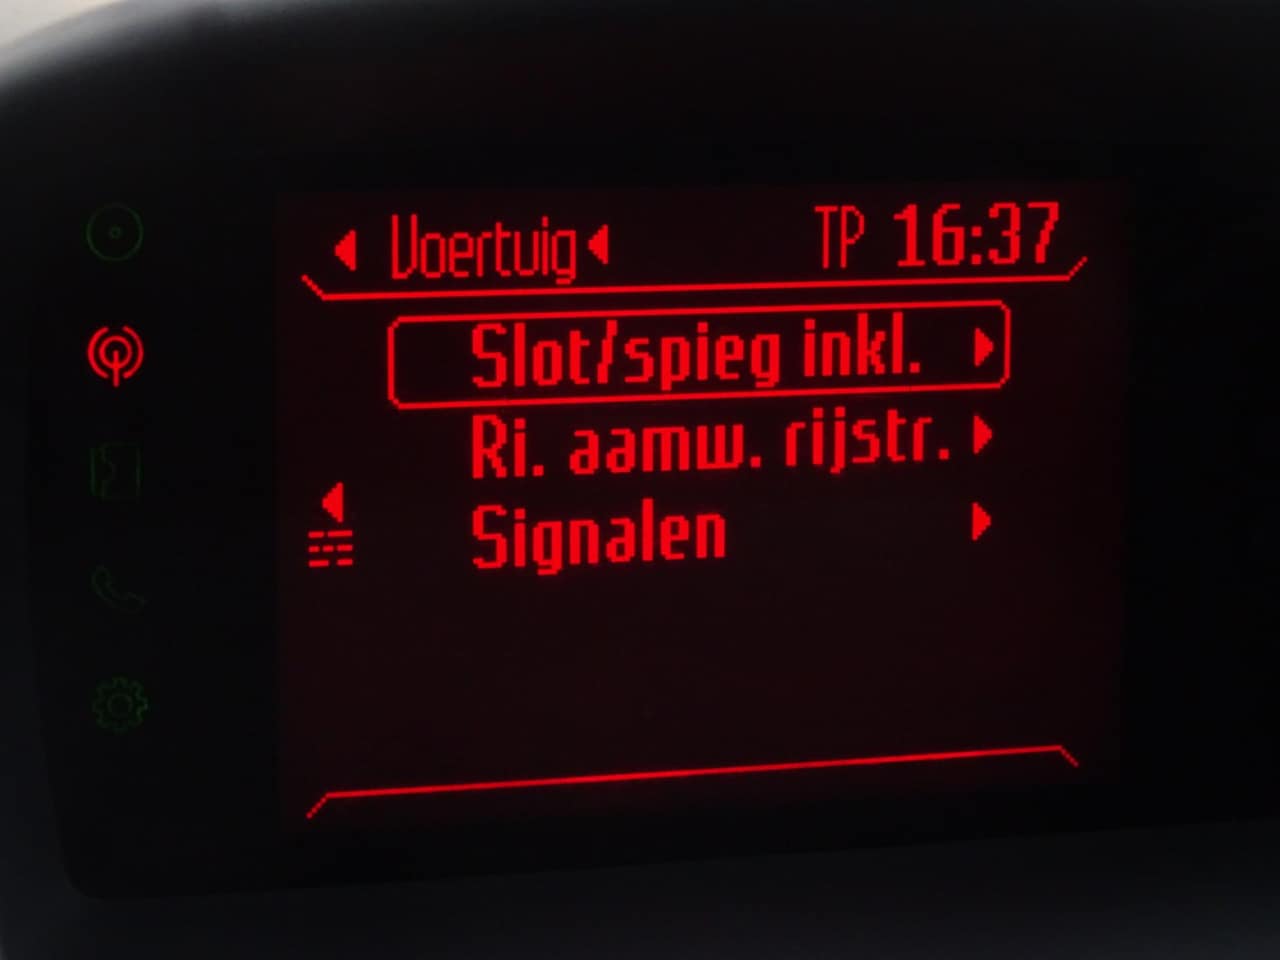 Voertuig TP 16:37
Slot/spieg inkl.
Ri. aamw. rijstr.
Signalen